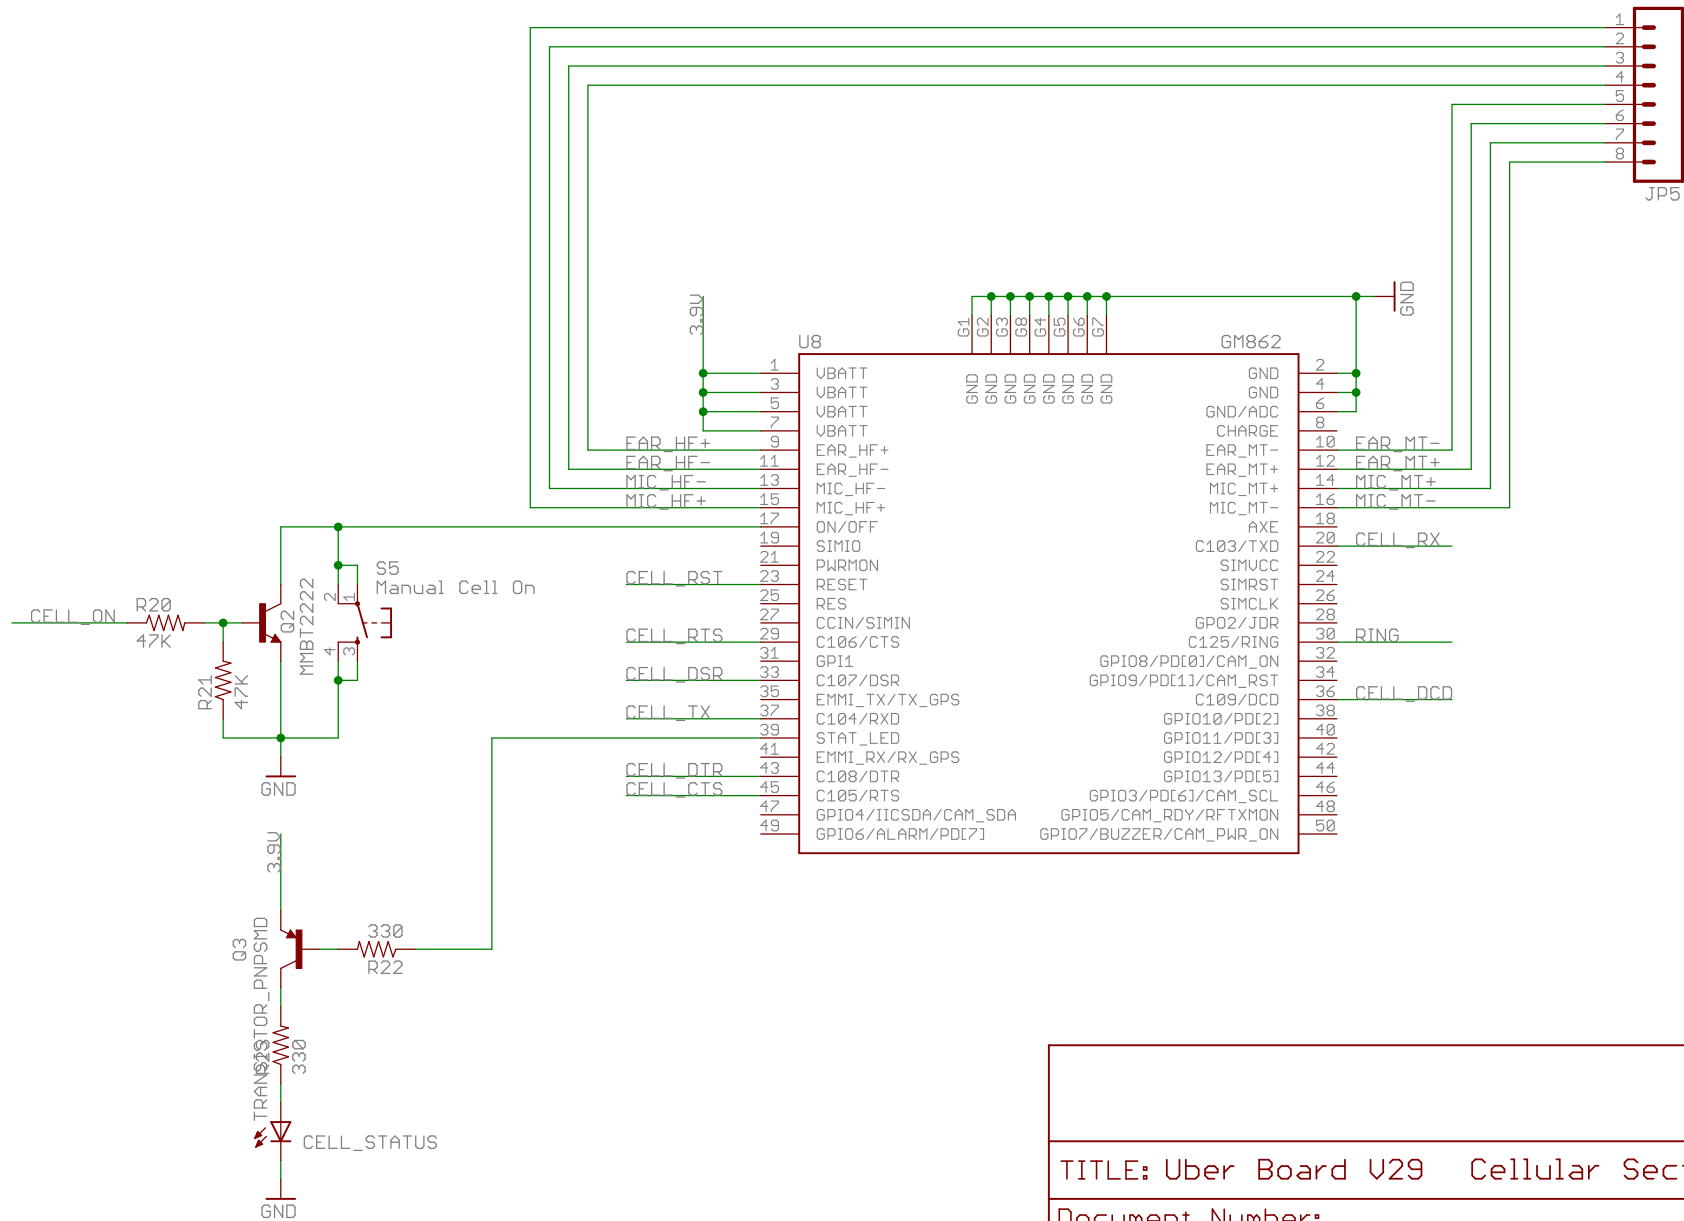 1
2
3
4
5
6
7
8
JP5
3.9V
G1
G2
G3
G8
G4
G5
G6
G7
GND
U8
GM862
GND
GND
GND
GND
GND
GND
GND
GND
1 VBATT
3 VBATT
5 VBATT
7 VBATT
EAR_HF+ 9 EAR_HF+
EAR_HF- 11 EAR_HF-
MIC_HF- 13 MIC_HF-
MIC_HF+ 15 MIC_HF+
17 ON/OFF
19 SIMIO
21 PWRMON
CELL_RST 23 RESET
25 RES
27 CCIN/SIMIN
CELL_RTS 29 C106/CTS
31 GPI1
CELL_DSR 33 C107/DSR
35 EMMI_TX/TX_GPS
CELL_TX 37 C104/RXD
39 STAT_LED
41 EMMI_RX/RX_GPS
CELL_DTR 43 C108/DTR
CELL_CTS 45 C105/RTS
47 GPIO4/IICSDA/CAM_SDA
49 GPIO6/ALARM/PD[7]
GND 2
GND 4
GND/ADC 6
CHARGE 8
EAR_MT- 10 EAR_MT-
EAR_MT+ 12 EAR_MT+
MIC_MT+ 14 MIC_MT+
MIC_MT- 16 MIC_MT-
AXE 18
C103/TXD 20 CELL_RX
SIMVCC 22
SIMRST 24
SIMCLK 26
GPO2/JDR 28
C125/RING 30 RING
GPIO8/PD[0]/CAM_ON 32
GPIO9/PD[1]/CAM_RST 34
C109/DCD 36 CELL_DCD
GPIO10/PD[2] 38
GPIO11/PD[3] 40
GPIO12/PD[4] 42
GPIO13/PD[5] 44
GPIO3/PD[6]/CAM_SCL 46
GPIO5/CAM_RDY/RFTXMON 48
GPIO7/BUZZER/CAM_PWR_ON 50
S5
Manual Cell On
2
1
4
3
CELL_ON
R20
47K
Q2
MMBT2222
R21
47K
GND
3.9V
Q3
TRANSISTOR_PNPSMD
330
R22
330
CELL_STATUS
GND
TITLE: Uber Board V29 Cellular Sect
Document Number: